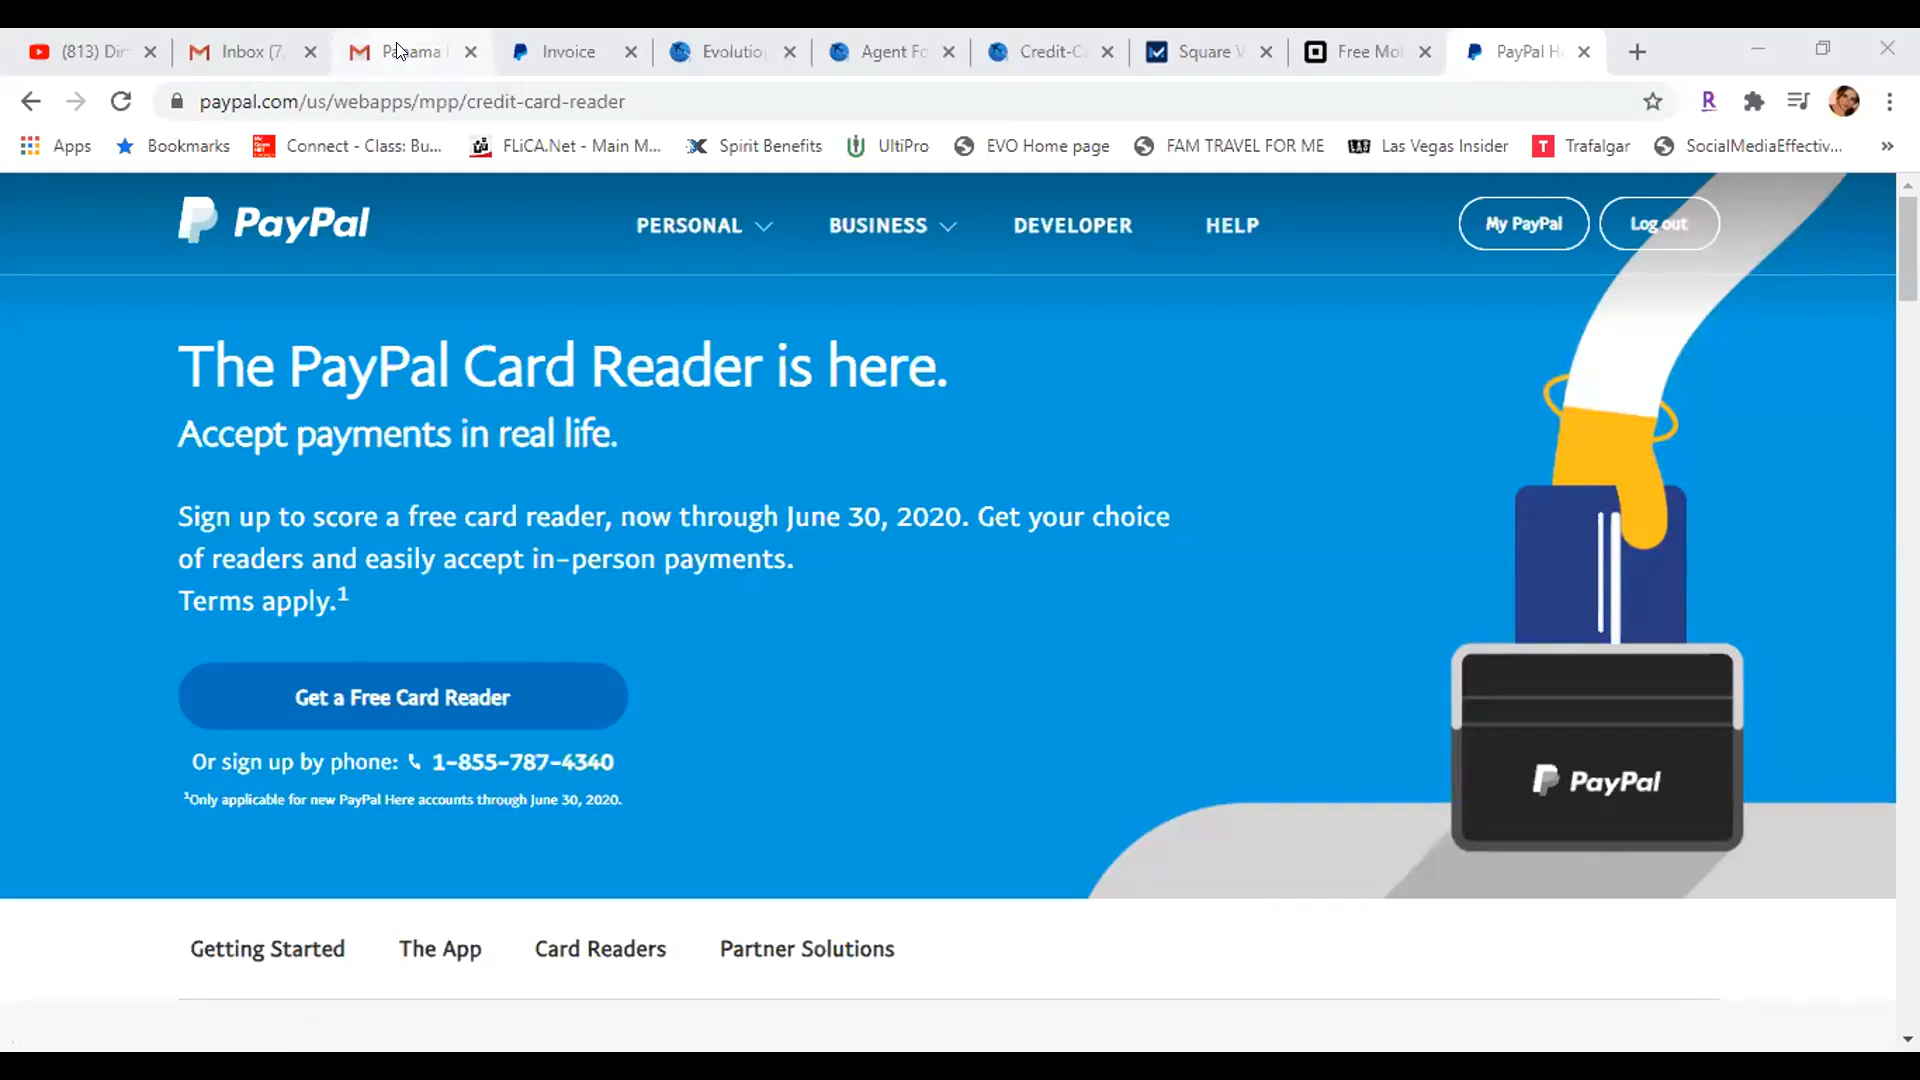 (813) Dir
Inbox (7,
Panama
Invoice
Evolutio
Agent Fo
Credit-C
Square V
Free Mo
PayPal H
paypal.com/us/webapps/mpp/credit-card-reader
R
Apps
Bookmarks
Connect - Class: Bu...
FLiCA.Net - Main M...
Spirit Benefits
UltiPro
EVO Home page
FAM TRAVEL FOR ME
Las Vegas Insider
T
Trafalgar
SocialMediaEffectiv...
»
PayPal
PERSONAL
BUSINESS
DEVELOPER
HELP
My PayPal
Log out
The PayPal Card Reader is here.
Accept payments in real life.
Sign up to score a free card reader, now through June 30, 2020. Get your choice
of readers and easily accept in-person payments.
Terms apply.¹
Get a Free Card Reader
Or sign up by phone: 1-855-787-4340
¹Only applicable for new PayPal Here accounts through June 30, 2020.
PayPal
Getting Started
The App
Card Readers
Partner Solutions